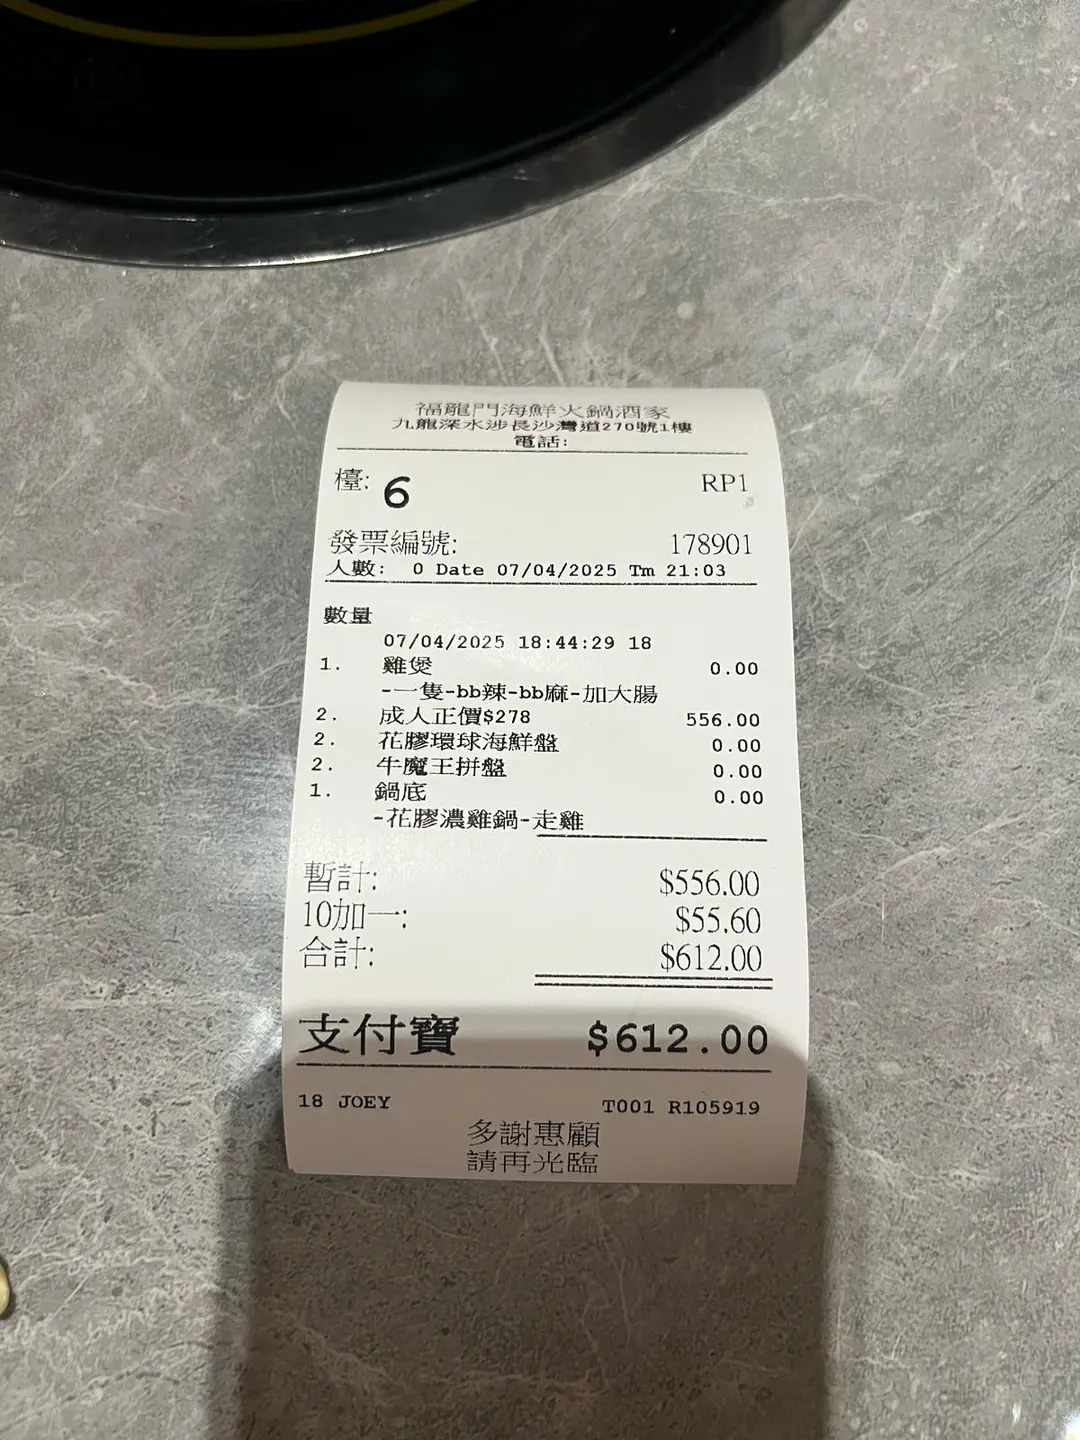 福龍門海鮮火鍋酒家
九龍深水涉長沙灣道270號1樓
電話:
檯: 6 RP1
發票編號: 178901
人數: 0 Date 07/04/2025 Tm 21:03
數量
07/04/2025 18:44:29 18
1. 雞煲 0.00
-一隻-bb辣-bb麻-加大腸
2. 成人正價$278 556.00
2. 花膠環球海鮮盤 0.00
2. 牛魔王拼盤 0.00
1. 鍋底 0.00
-花膠濃雞鍋-走雞
暫計: $556.00
10加一: $55.60
合計: $612.00
支付寶 $612.00
18 JOEY T001 R105919
多謝惠顧
請再光臨